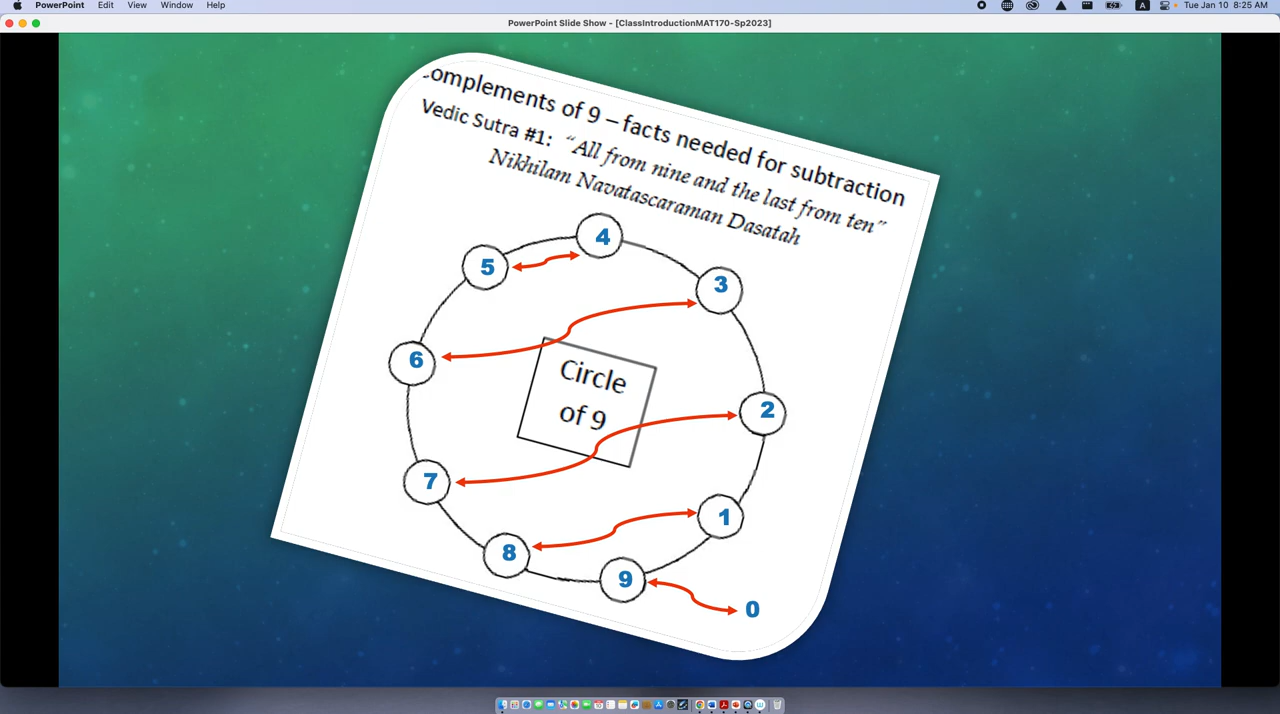 PowerPoint Edit View Window Help
A Tue Jan 10 8:25 AM
PowerPoint Slide Show - [ClassIntroductionMAT170-Sp2023]
omplements of 9 – facts needed for subtraction
Vedic Sutra #1: “All from nine and the last from ten”
Nikhilam Navatascaraman Dasatah
4
5
3
6
Circle
of 9
2
7
1
8
9
0